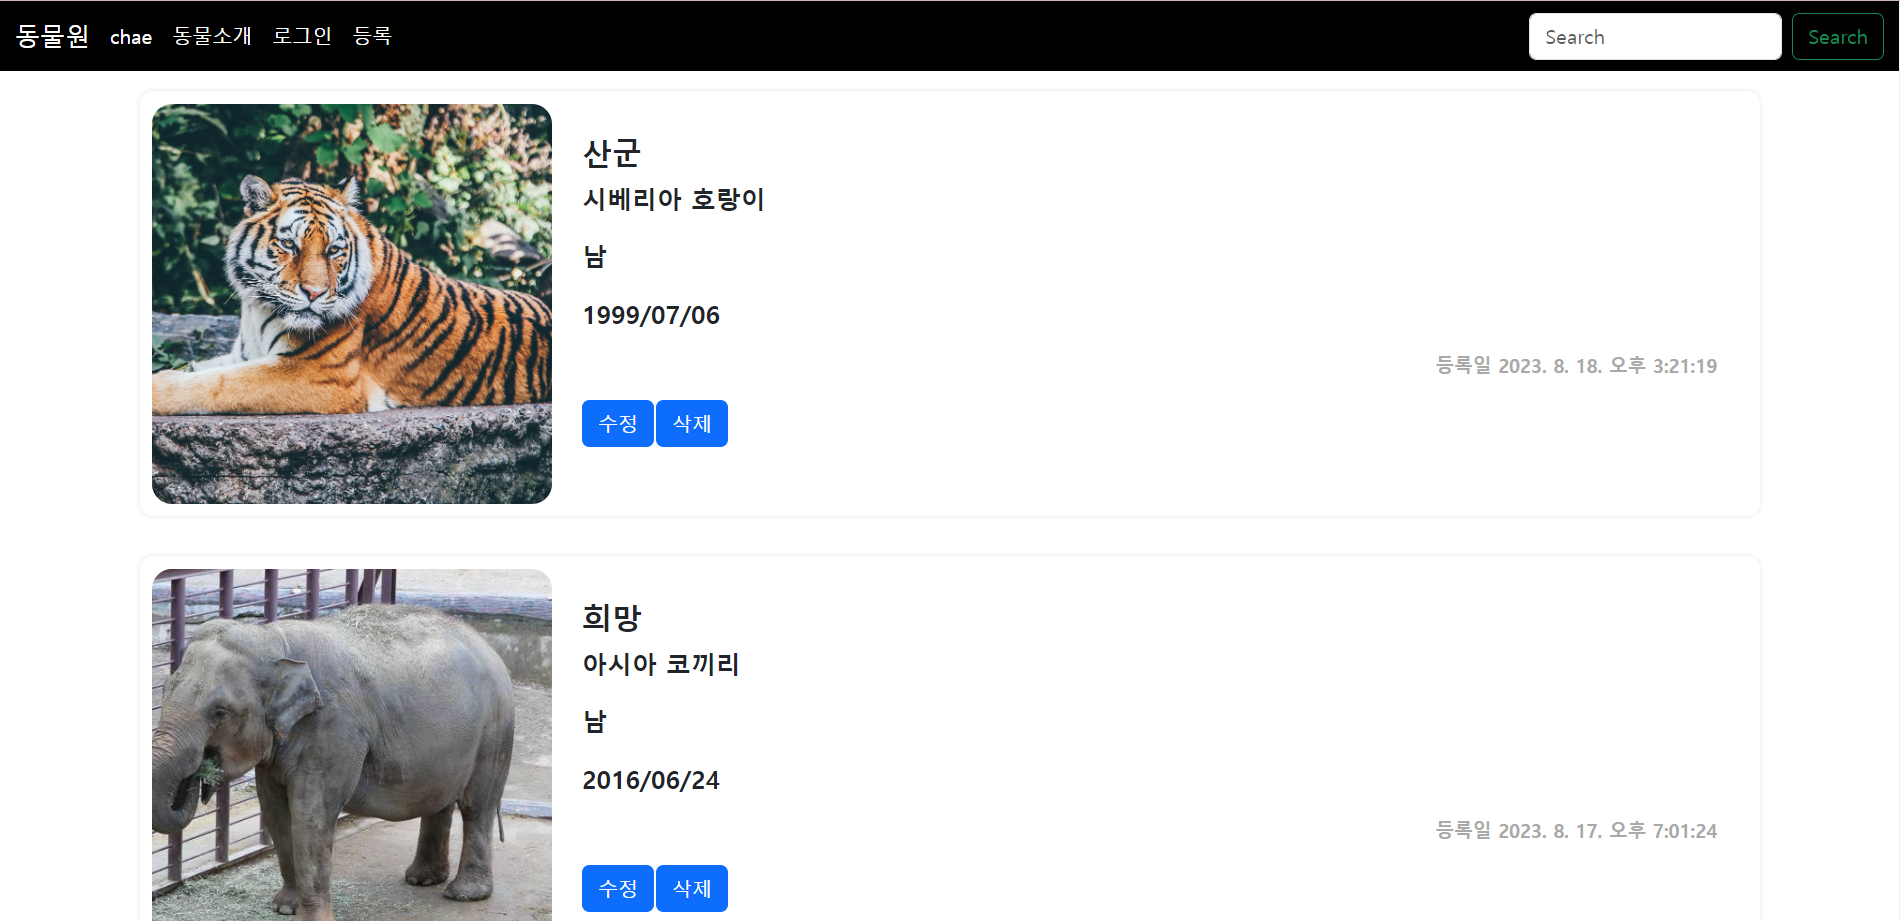 동물원 chae 동물소개 로그인 등록 Search Search
산군
시베리아 호랑이
남
1999/07/06
등록일 2023. 8. 18. 오후 3:21:19
수정 삭제
희망
아시아 코끼리
남
2016/06/24
등록일 2023. 8. 17. 오후 7:01:24
수정 삭제